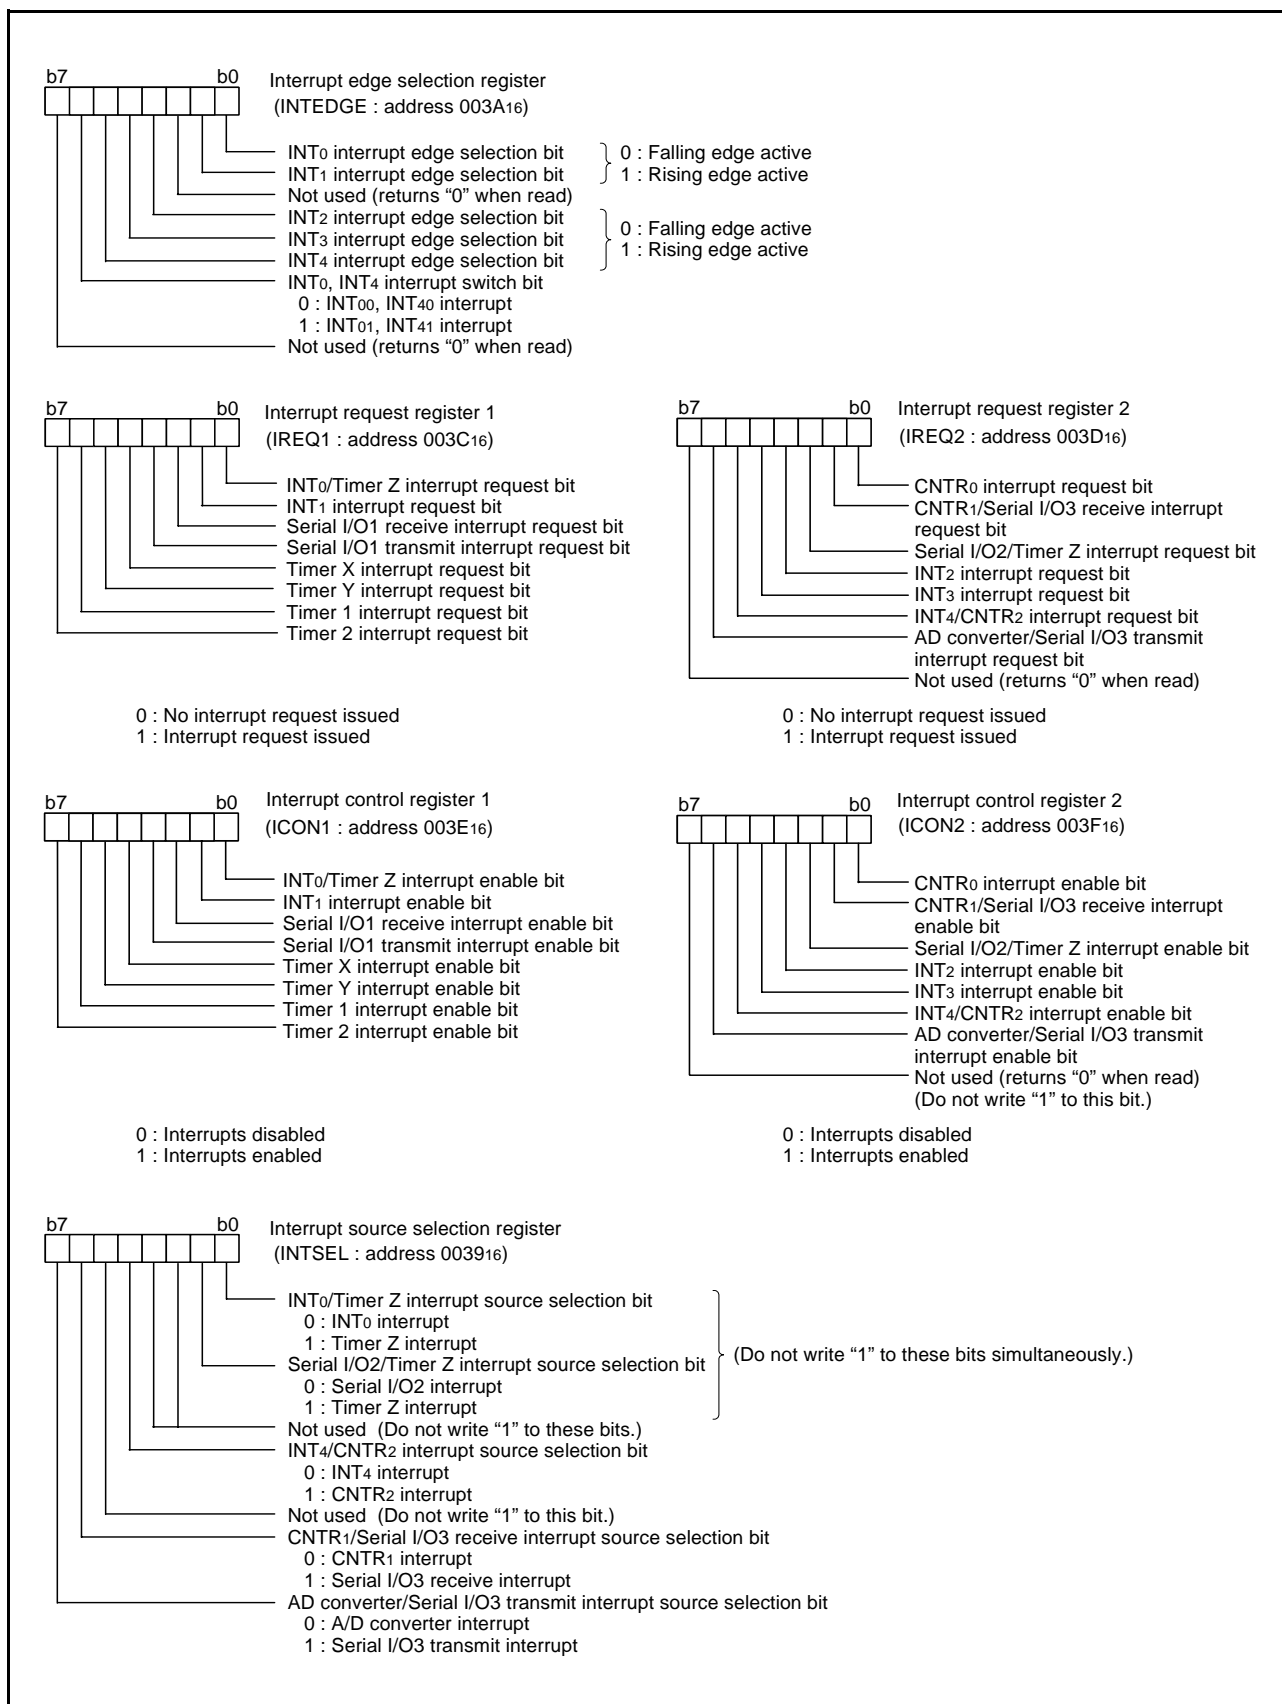 b7 b0 Interrupt edge selection register
(INTEDGE : address 003A16)
INT0 interrupt edge selection bit
INT1 interrupt edge selection bit
0 : Falling edge active
1 : Rising edge active
Not used (returns “0” when read)
INT2 interrupt edge selection bit
INT3 interrupt edge selection bit
INT4 interrupt edge selection bit
0 : Falling edge active
1 : Rising edge active
INT0, INT4 interrupt switch bit
0 : INT00, INT40 interrupt
1 : INT01, INT41 interrupt
Not used (returns “0” when read)
b7 b0 Interrupt request register 1
(IREQ1 : address 003C16)
INT0/Timer Z interrupt request bit
INT1 interrupt request bit
Serial I/O1 receive interrupt request bit
Serial I/O1 transmit interrupt request bit
Timer X interrupt request bit
Timer Y interrupt request bit
Timer 1 interrupt request bit
Timer 2 interrupt request bit
0 : No interrupt request issued
1 : Interrupt request issued
b7 b0 Interrupt request register 2
(IREQ2 : address 003D16)
CNTR0 interrupt request bit
CNTR1/Serial I/O3 receive interrupt
request bit
Serial I/O2/Timer Z interrupt request bit
INT2 interrupt request bit
INT3 interrupt request bit
INT4/CNTR2 interrupt request bit
AD converter/Serial I/O3 transmit
interrupt request bit
Not used (returns “0” when read)
0 : No interrupt request issued
1 : Interrupt request issued
b7 b0 Interrupt control register 1
(ICON1 : address 003E16)
INT0/Timer Z interrupt enable bit
INT1 interrupt enable bit
Serial I/O1 receive interrupt enable bit
Serial I/O1 transmit interrupt enable bit
Timer X interrupt enable bit
Timer Y interrupt enable bit
Timer 1 interrupt enable bit
Timer 2 interrupt enable bit
0 : Interrupts disabled
1 : Interrupts enabled
b7 b0 Interrupt control register 2
(ICON2 : address 003F16)
CNTR0 interrupt enable bit
CNTR1/Serial I/O3 receive interrupt
enable bit
Serial I/O2/Timer Z interrupt enable bit
INT2 interrupt enable bit
INT3 interrupt enable bit
INT4/CNTR2 interrupt enable bit
AD converter/Serial I/O3 transmit
interrupt enable bit
Not used (returns “0” when read)
(Do not write “1” to this bit.)
0 : Interrupts disabled
1 : Interrupts enabled
b7 b0 Interrupt source selection register
(INTSEL : address 003916)
INT0/Timer Z interrupt source selection bit
0 : INT0 interrupt
1 : Timer Z interrupt
Serial I/O2/Timer Z interrupt source selection bit
0 : Serial I/O2 interrupt
1 : Timer Z interrupt
(Do not write “1” to these bits simultaneously.)
Not used (Do not write “1” to these bits.)
INT4/CNTR2 interrupt source selection bit
0 : INT4 interrupt
1 : CNTR2 interrupt
Not used (Do not write “1” to this bit.)
CNTR1/Serial I/O3 receive interrupt source selection bit
0 : CNTR1 interrupt
1 : Serial I/O3 receive interrupt
AD converter/Serial I/O3 transmit interrupt source selection bit
0 : A/D converter interrupt
1 : Serial I/O3 transmit interrupt